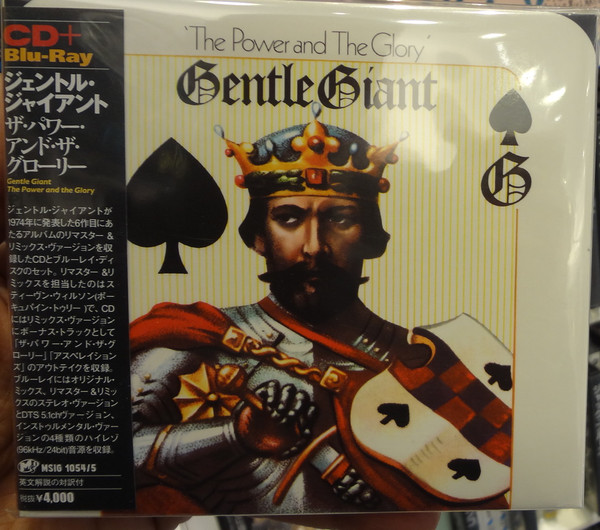 CD+
Blu-Ray
ジェントル・
ジャイアント
ザ・パワー・
アンド・ザ・
グローリー
Gentle Giant
The Power and the Glory
ジェントル・ジャイアントが
1974年に発表した6作目にあ
たるアルバムのリマスター &
リミックス・ヴァージョンを収
録したCDとブルーレイ・ディ
スクのセット。リマスター &リ
ミックスを担当したのはス
ティーヴン・ウィルソン(ポー
キュパイン・トゥリー )で、CD
にはリミックス・ヴァージョン
にボーナス・トラックとして
「ザ・パワー・アンド・ザ・グ
ローリー」「アスピレイション
ズ」のアウトテイクを収録。
ブルーレイにはオリジナル・
ミックス、リマスター &リミッ
クスのステレオ・ヴァージョン
とDTS 5.1chヴァージョン、
インストゥルメンタル・ヴァー
ジョンの4種類のハイレゾ
(96kHz/24bit)音源を収録。
MSIG 1054/5
英文解説の対訳付
税抜¥4,000
'The Power and The Glory'
Gentle Giant
G